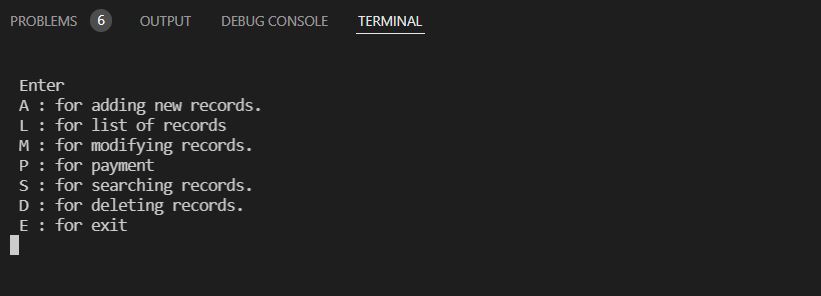 PROBLEMS 6 OUTPUT DEBUG CONSOLE TERMINAL
Enter
A : for adding new records.
L : for list of records
M : for modifying records.
P : for payment
S : for searching records.
D : for deleting records.
E : for exit